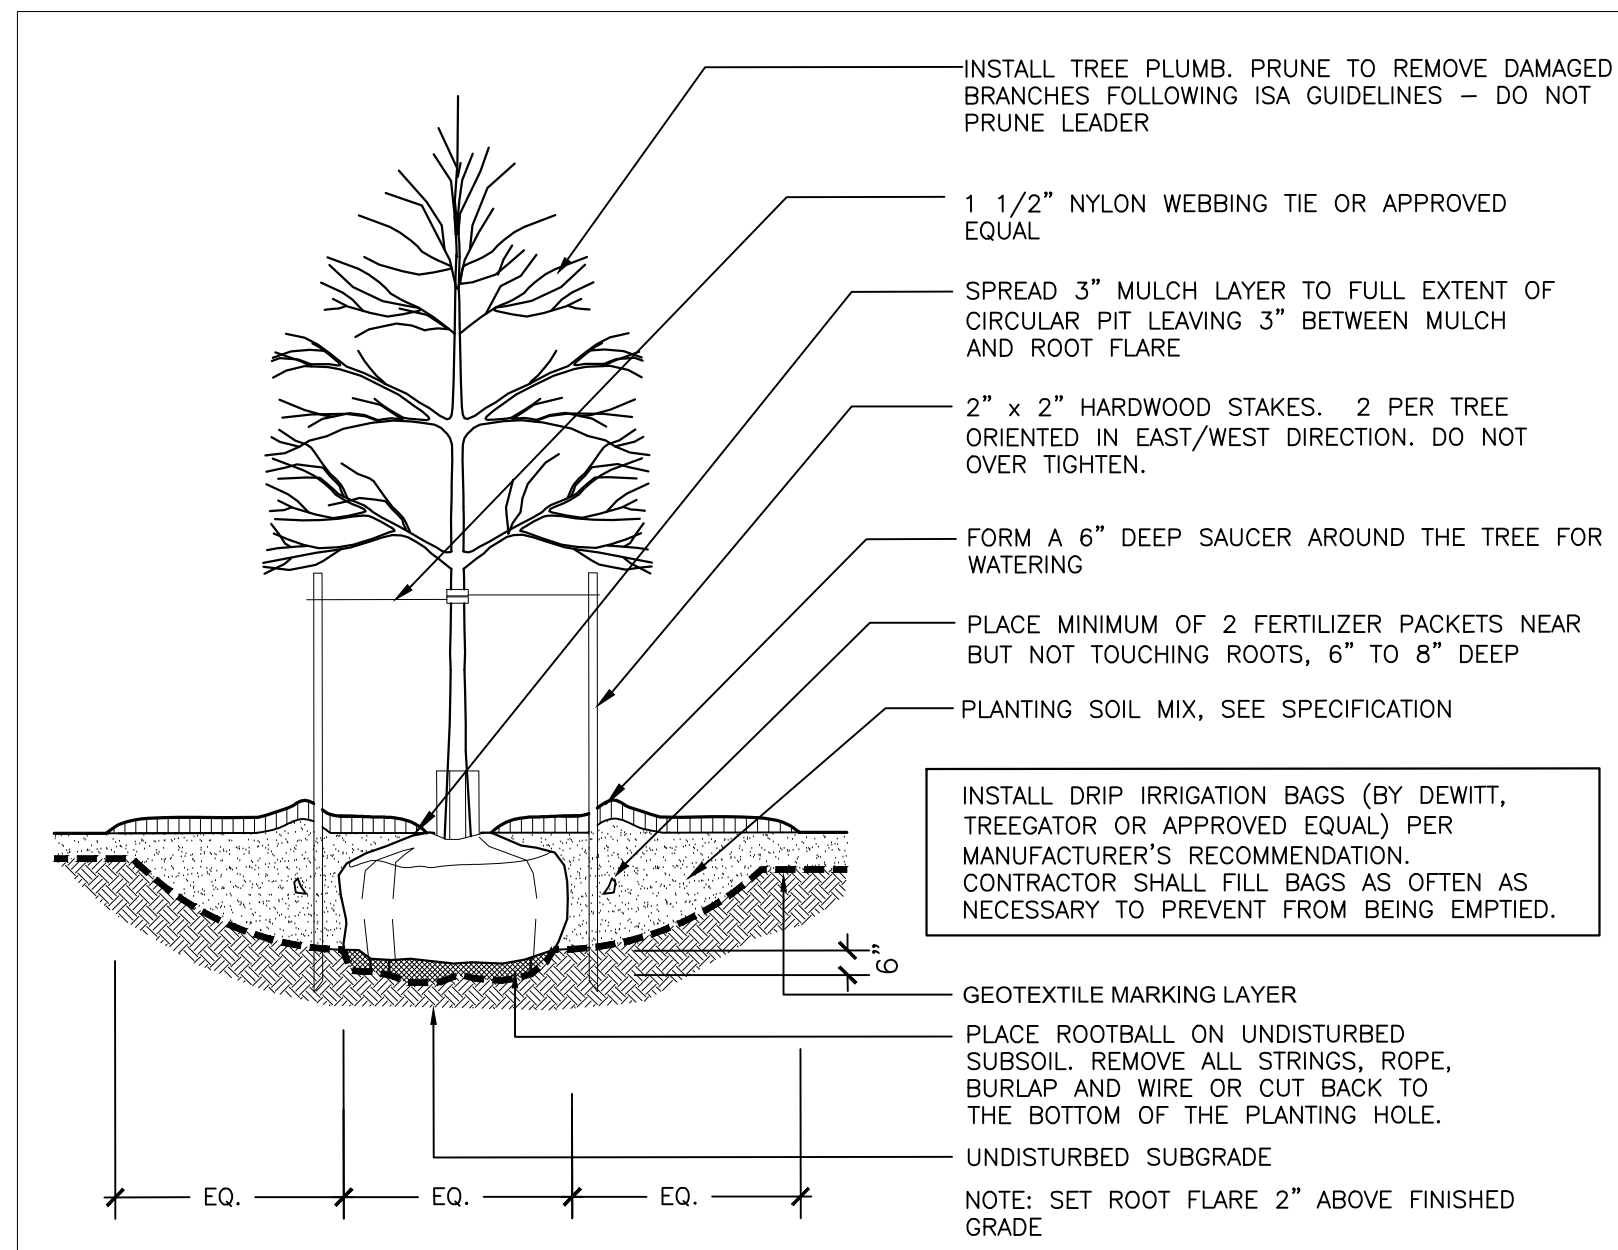 INSTALL TREE PLUMB. PRUNE TO REMOVE DAMAGED
BRANCHES FOLLOWING ISA GUIDELINES – DO NOT
PRUNE LEADER
1 1/2" NYLON WEBBING TIE OR APPROVED
EQUAL
SPREAD 3" MULCH LAYER TO FULL EXTENT OF
CIRCULAR PIT LEAVING 3" BETWEEN MULCH
AND ROOT FLARE
2" x 2" HARDWOOD STAKES. 2 PER TREE
ORIENTED IN EAST/WEST DIRECTION. DO NOT
OVER TIGHTEN.
FORM A 6" DEEP SAUCER AROUND THE TREE FOR
WATERING
PLACE MINIMUM OF 2 FERTILIZER PACKETS NEAR
BUT NOT TOUCHING ROOTS, 6" TO 8" DEEP
PLANTING SOIL MIX, SEE SPECIFICATION
INSTALL DRIP IRRIGATION BAGS (BY DEWITT,
TREEGATOR OR APPROVED EQUAL) PER
MANUFACTURER'S RECOMMENDATION.
CONTRACTOR SHALL FILL BAGS AS OFTEN AS
NECESSARY TO PREVENT FROM BEING EMPTIED.
6"
GEOTEXTILE MARKING LAYER
PLACE ROOTBALL ON UNDISTURBED
SUBSOIL. REMOVE ALL STRINGS, ROPE,
BURLAP AND WIRE OR CUT BACK TO
THE BOTTOM OF THE PLANTING HOLE.
UNDISTURBED SUBGRADE
EQ. EQ. EQ.
NOTE: SET ROOT FLARE 2" ABOVE FINISHED
GRADE